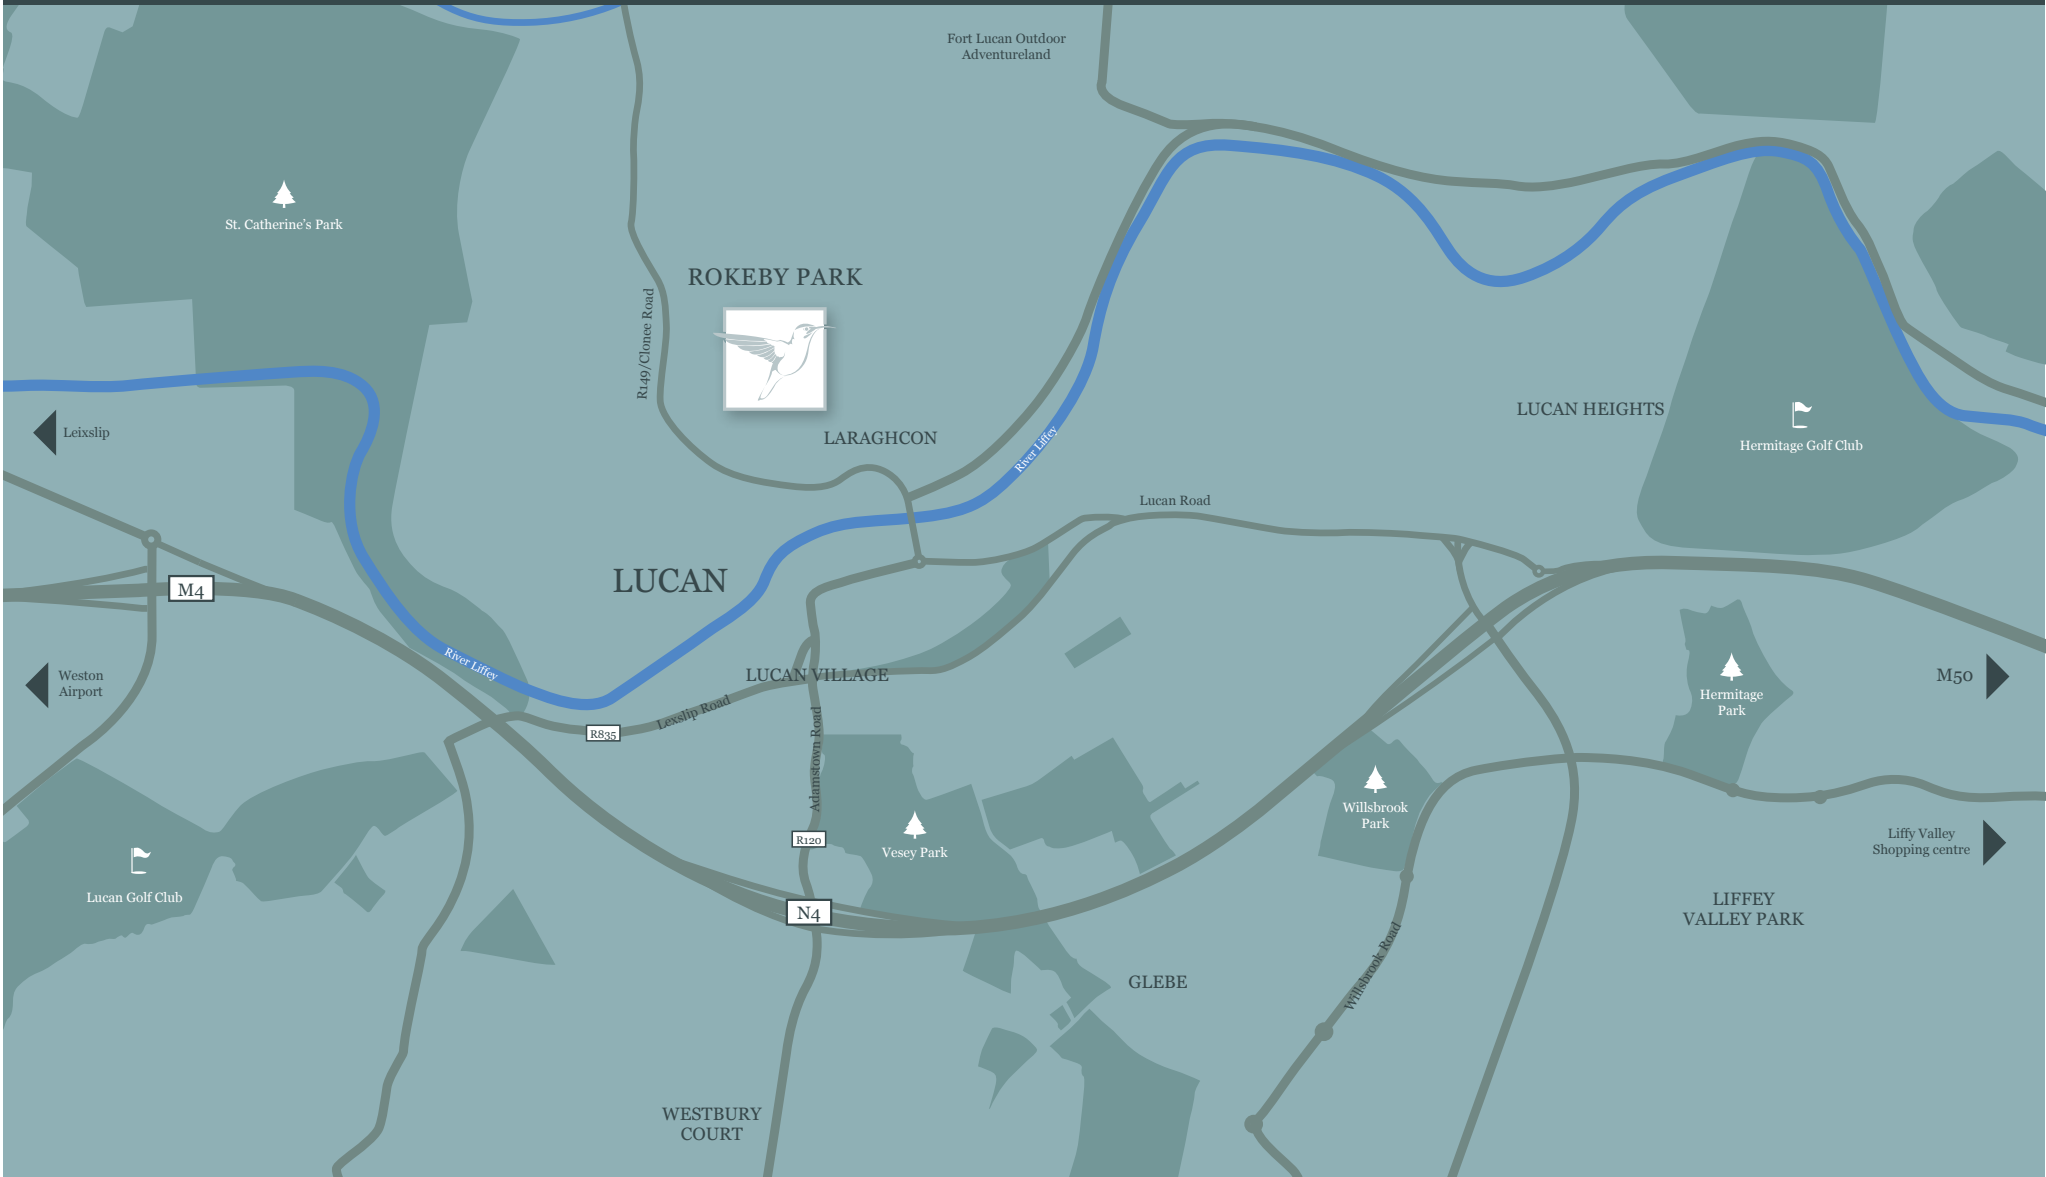 Fort Lucan Outdoor
Adventureland
St. Catherine's Park
ROKEBY PARK
R149/Clonee Road
LARAGHCON
River Liffey
LUCAN HEIGHTS
Hermitage Golf Club
Leixslip
Lucan Road
M4
LUCAN
River Liffey
Weston
Airport
LUCAN VILLAGE
Lexslip Road
R835
Adamstown Road
Hermitage
Park
M50
Willsbrook
Park
R120
Vesey Park
Liffy Valley
Shopping centre
Lucan Golf Club
N4
LIFFEY
VALLEY PARK
Willsbrook Road
GLEBE
WESTBURY
COURT